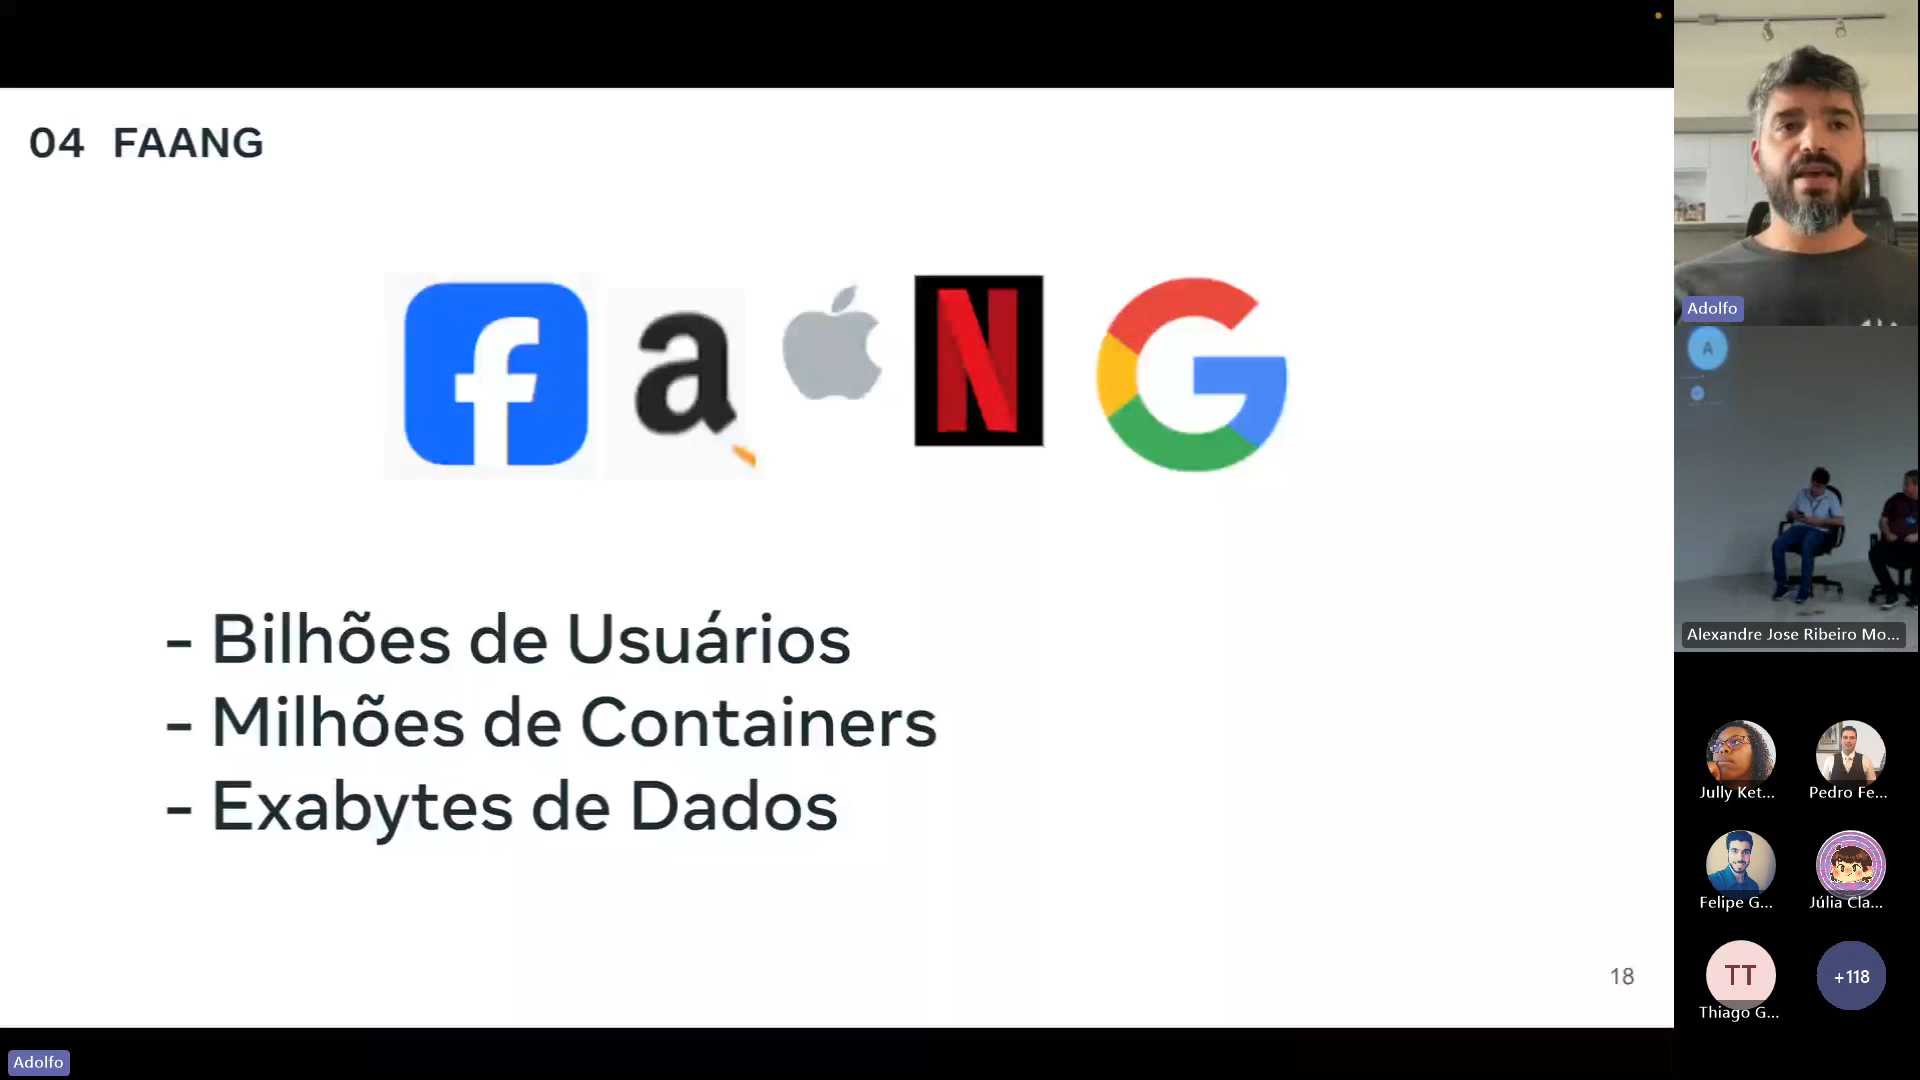 04 FAANG
f a N G
- Bilhões de Usuários
- Milhões de Containers
- Exabytes de Dados
18
Adolfo
Adolfo
A
Alexandre Jose Ribeiro Mo...
Jully Ket...
Pedro Fe...
Felipe G...
Júlia Cla...
TT
Thiago G...
+118